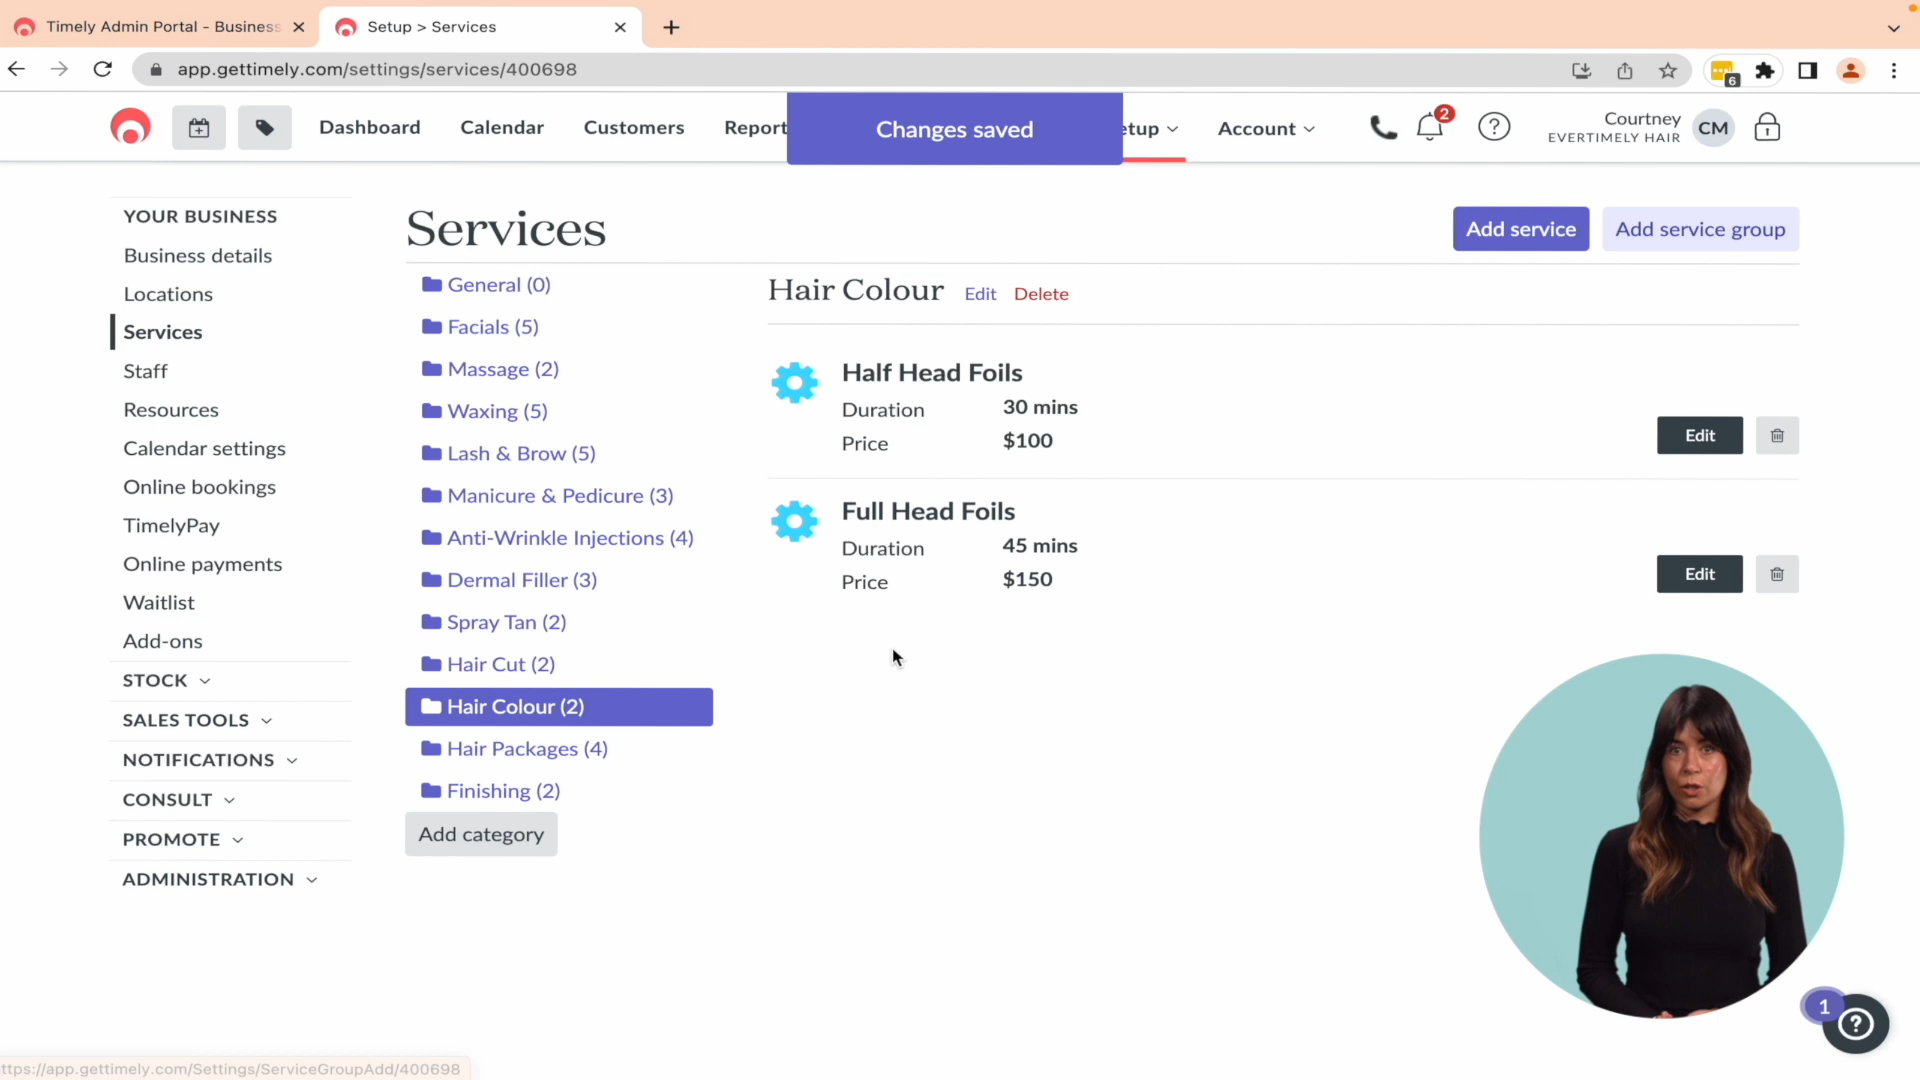 Timely Admin Portal - Business
Setup > Services
app.gettimely.com/settings/services/400698
6
Dashboard
Calendar
Customers
Report
Changes saved
etup
Account
2
Courtney
EVERTIMELY HAIR
CM
YOUR BUSINESS
Business details
Locations
Services
Staff
Resources
Calendar settings
Online bookings
TimelyPay
Online payments
Waitlist
Add-ons
STOCK
SALES TOOLS
NOTIFICATIONS
CONSULT
PROMOTE
ADMINISTRATION
Services
Add service
Add service group
General (0)
Facials (5)
Massage (2)
Waxing (5)
Lash & Brow (5)
Manicure & Pedicure (3)
Anti-Wrinkle Injections (4)
Dermal Filler (3)
Spray Tan (2)
Hair Cut (2)
Hair Colour (2)
Hair Packages (4)
Finishing (2)
Add category
Hair Colour
Edit
Delete
Half Head Foils
Duration 30 mins
Price $100
Edit
Full Head Foils
Duration 45 mins
Price $150
Edit
1
?
ttps://app.gettimely.com/Settings/ServiceGroupAdd/400698